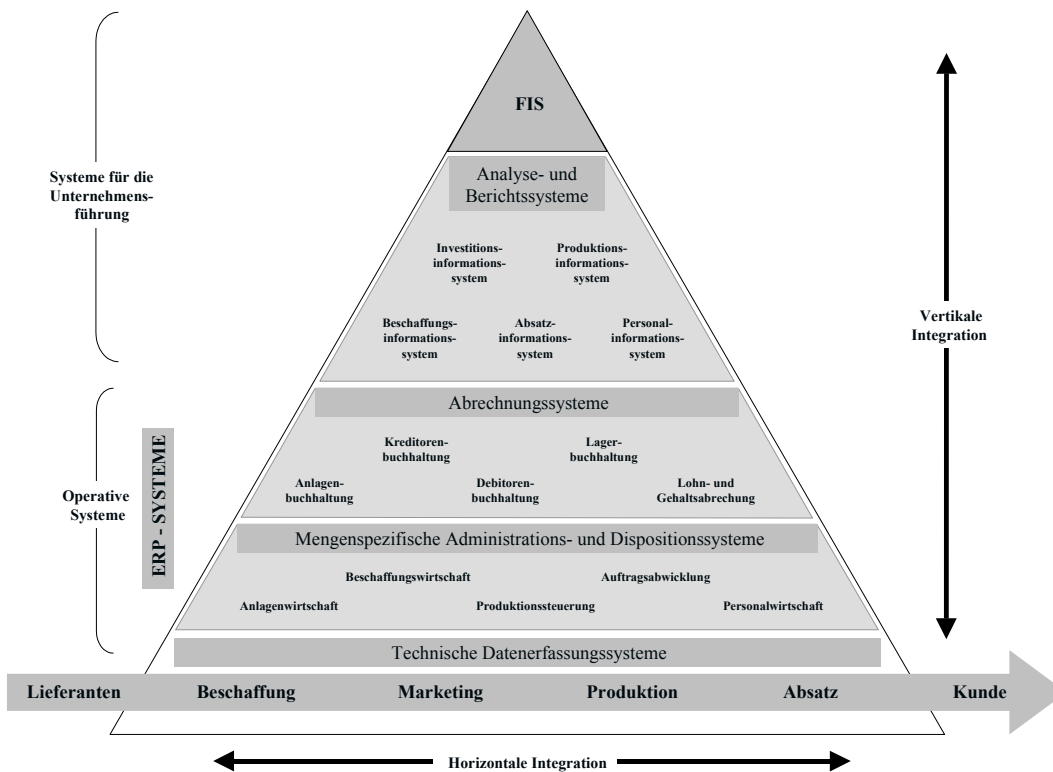 FIS
Systeme für die
Unternehmens-
führung
Analyse- und
Berichtssysteme
Investitions-
informations-
system
Produktions-
informations-
system
Beschaffungs-
informations-
system
Absatz-
informations-
system
Personal-
informations-
system
Vertikale
Integration
Operative
Systeme
ERP - SYSTEME
Abrechnungssysteme
Kreditoren-
buchhaltung
Lager-
buchhaltung
Anlagen-
buchhaltung
Debitoren-
buchhaltung
Lohn- und
Gehaltsabrechung
Mengenspezifische Administrations- und Dispositionssysteme
Beschaffungswirtschaft
Auftragsabwicklung
Anlagenwirtschaft
Produktionssteuerung
Personalwirtschaft
Technische Datenerfassungssysteme
Lieferanten Beschaffung Marketing Produktion Absatz Kunde
Horizontale Integration